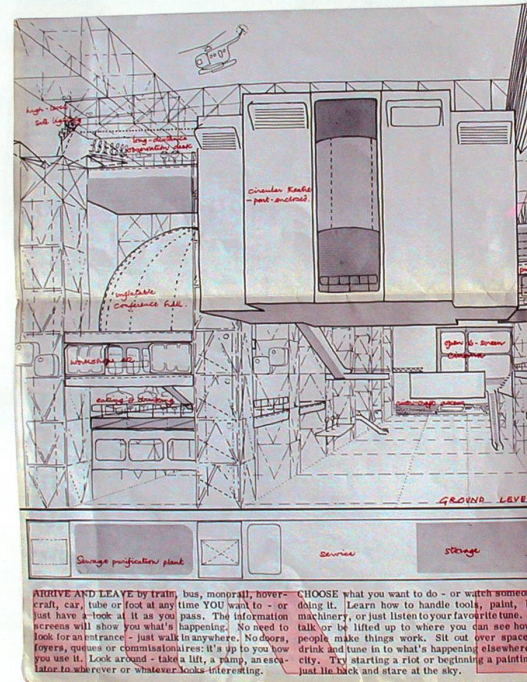 high-level
long-distance
observation deck
circular theatre
- part-enclosed.
inflatable
conference hall.
workshops
open-screen
cinema
eating & drinking
GROUND LEVE
Sewage purification plant
service
storage
ARRIVE AND LEAVE by train, bus, monorail, hover-
craft, car, tube or foot at any time YOU want to - or
just have a look at it as you pass. The information
screens will show you what's happening. No need to
look for an entrance - just walk in anywhere. No doors,
foyers, queues or commissionaires: it's up to you how
you use it. Look around - take a lift, a ramp, an esca-
lator to wherever or whatever looks interesting.
CHOOSE what you want to do - or watch someo
doing it. Learn how to handle tools, paint,
machinery, or just listen to your favourite tune.
talk or be lifted up to where you can see how
people make things work. Sit out over space
drink and tune in to what's happening elsewher
city. Try starting a riot or beginning a paintin
just lie back and stare at the sky.